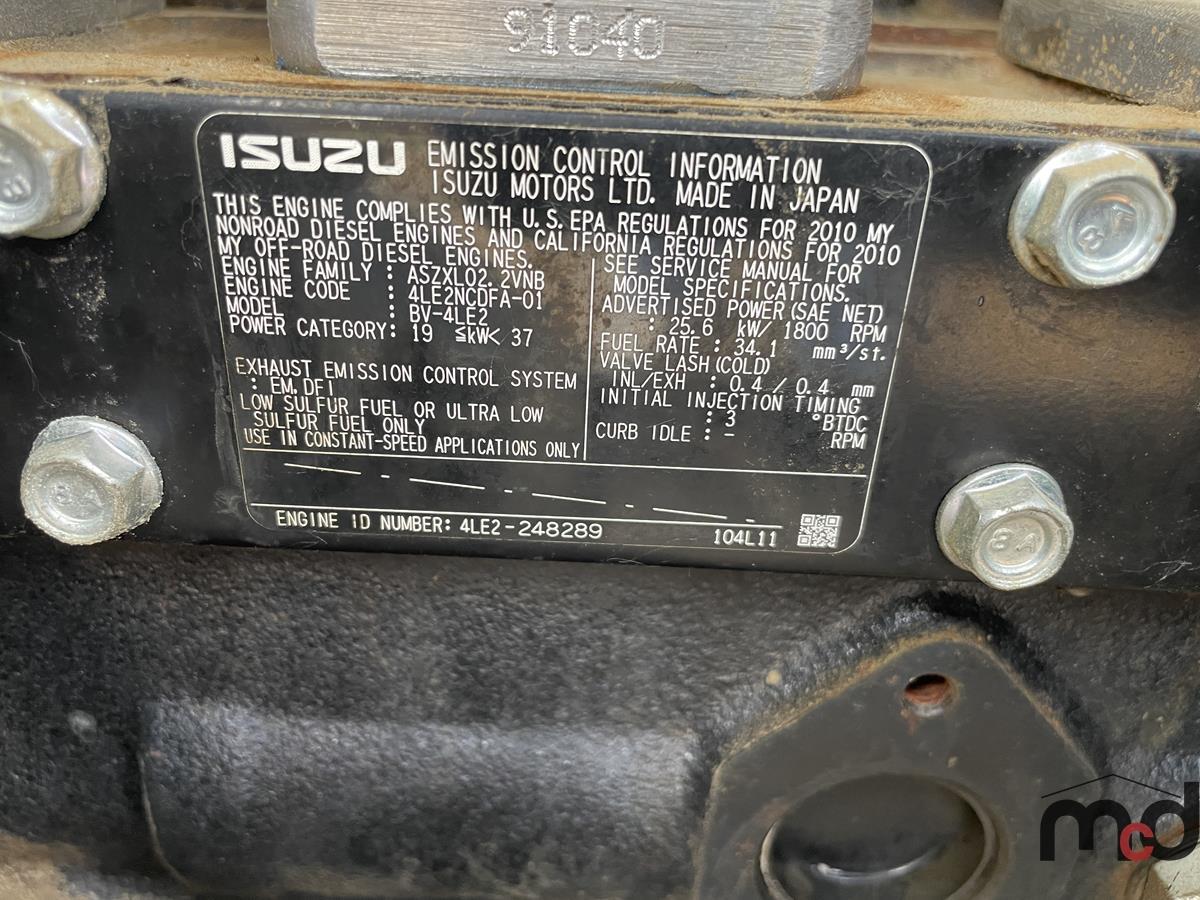 91040
ISUZU EMISSION CONTROL INFORMATION
ISUZU MOTORS LTD. MADE IN JAPAN
THIS ENGINE COMPLIES WITH U.S. EPA REGULATIONS FOR 2010 MY
NONROAD DIESEL ENGINES AND CALIFORNIA REGULATIONS FOR 2010
MY OFF-ROAD DIESEL ENGINES.
ENGINE FAMILY : ASZXL02.2VNB
ENGINE CODE : 4LE2NCDFA-01
MODEL : BV-4LE2
POWER CATEGORY: 19 ≦kW< 37
EXHAUST EMISSION CONTROL SYSTEM
: EM, DFI
LOW SULFUR FUEL OR ULTRA LOW
SULFUR FUEL ONLY
USE IN CONSTANT-SPEED APPLICATIONS ONLY
SEE SERVICE MANUAL FOR
MODEL SPECIFICATIONS.
ADVERTISED POWER (SAE NET)
: 25.6 kW/ 1800 RPM
FUEL RATE : 34.1 mm³/st.
VALVE LASH (COLD)
INL/EXH : 0.4 / 0.4 mm
INITIAL INJECTION TIMING
: 3 °BTDC
CURB IDLE : - RPM
ENGINE ID NUMBER: 4LE2-248289 104L11
8A
8A
8A
mcd